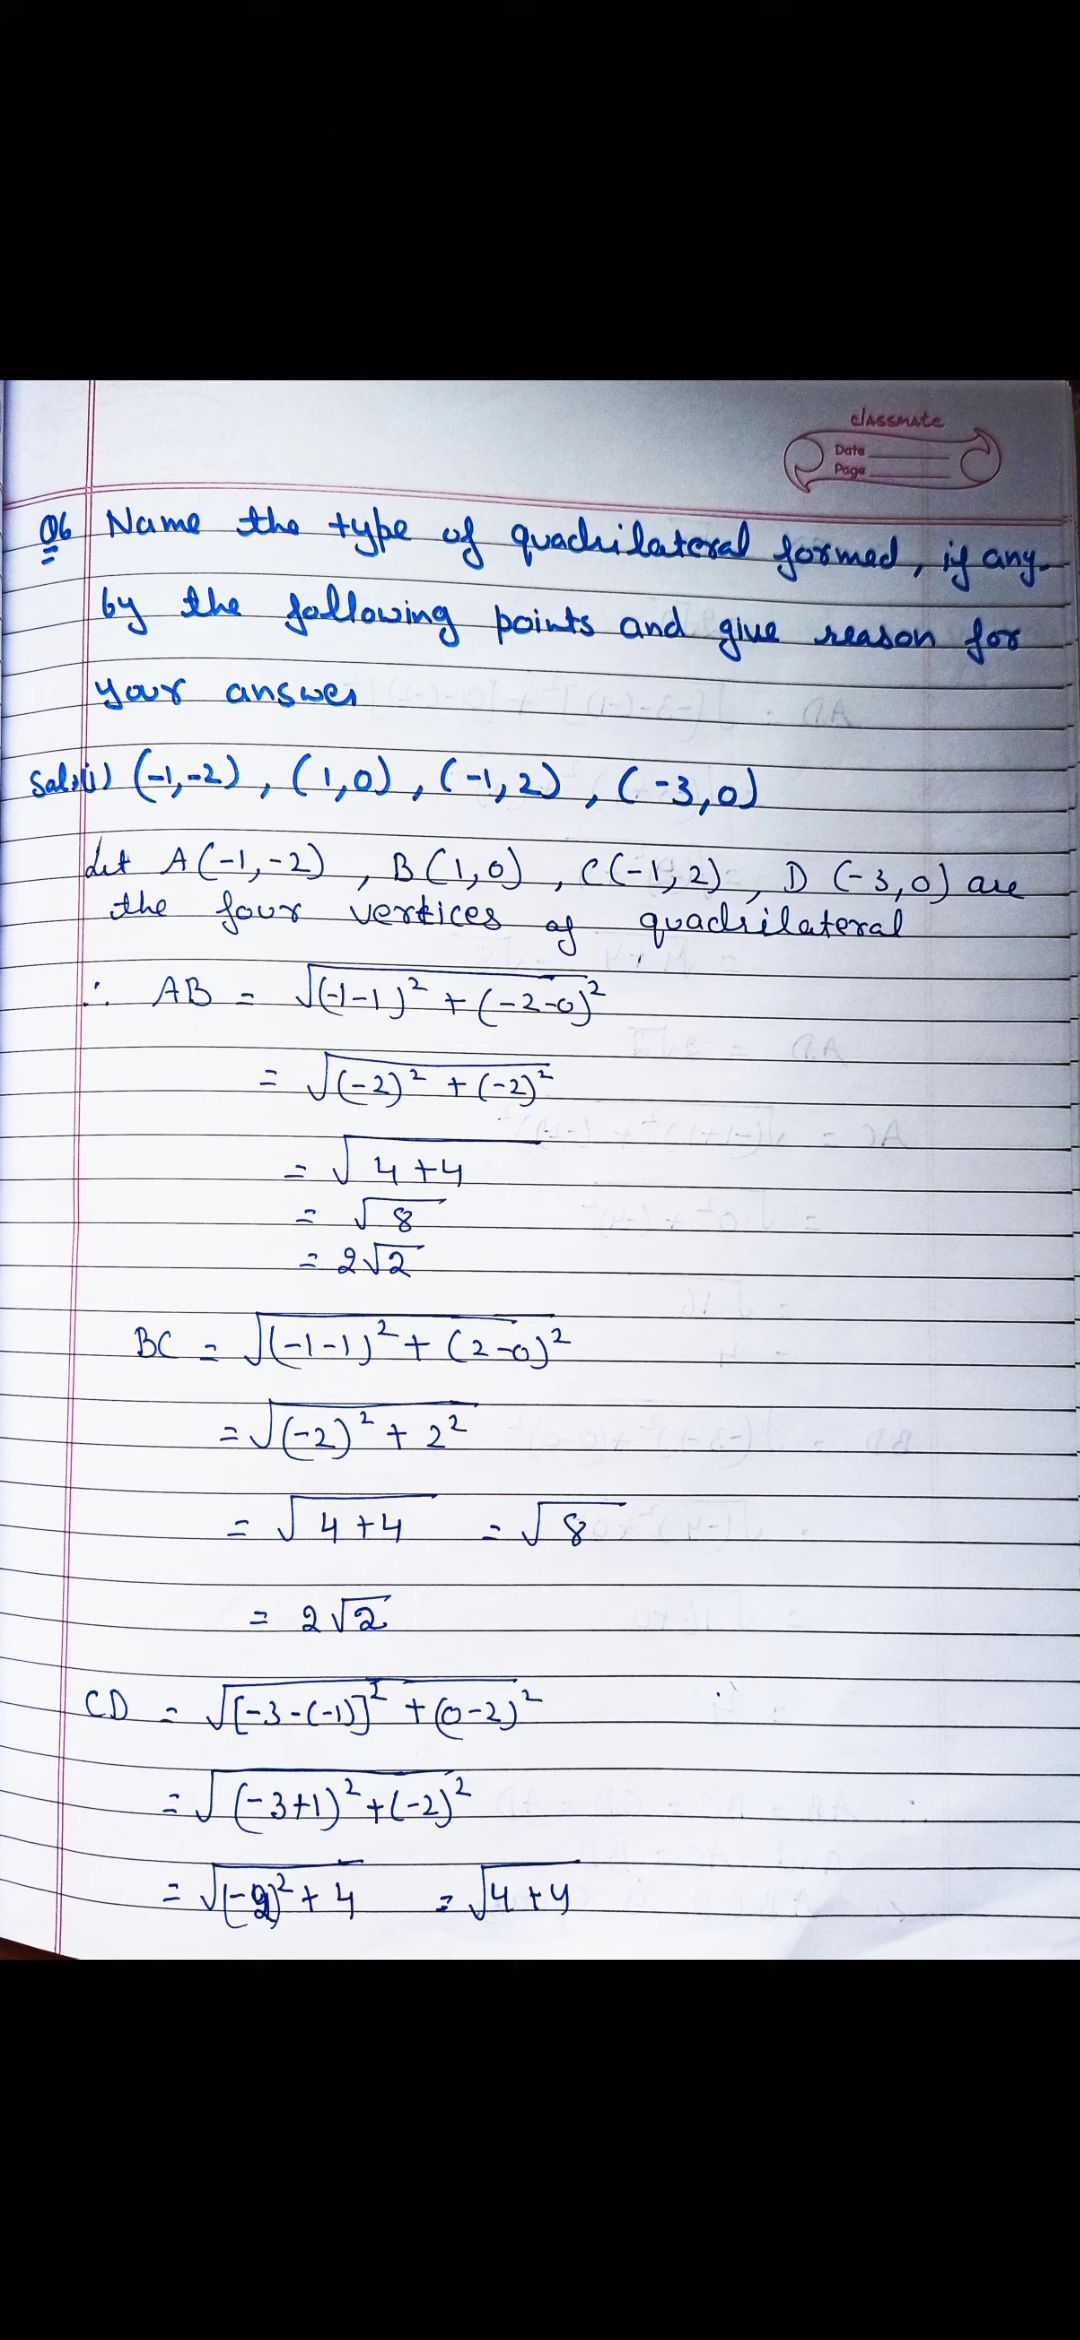 classmate
Date
Page
Q6 Name the type of quadrilateral formed, if any
by the following points and give reason for
your answer
Sol:(i) (-1,-2), (1,0), (-1,2), (-3,0)
Let A(-1,-2), B(1,0), C(-1,2), D(-3,0) are
the four vertices of quadrilateral
∴ AB = √(-1-1)² + (-2-0)²
= √(-2)² + (-2)²
= √4+4
= √8
= 2√2
BC = √(-1-1)² + (2-0)²
= √(-2)² + 2²
= √4+4 = √8
= 2√2
CD = √[-3-(-1)]² + (0-2)²
= √(-3+1)² + (-2)²
= √(-2)² + 4 = √4+4